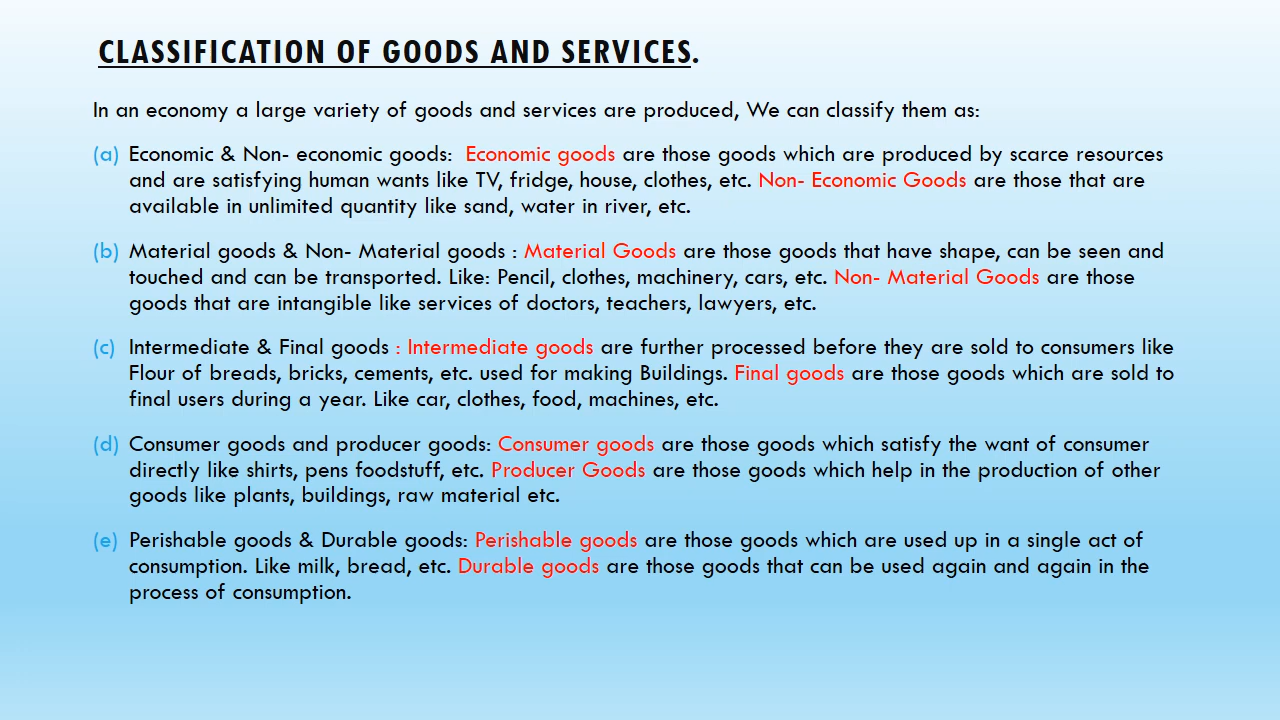 CLASSIFICATION OF GOODS AND SERVICES.
In an economy a large variety of goods and services are produced, We can classify them as:
(a) Economic & Non- economic goods:  Economic goods are those goods which are produced by scarce resources
and are satisfying human wants like TV, fridge, house, clothes, etc. Non- Economic Goods are those that are
available in unlimited quantity like sand, water in river, etc.
(b) Material goods & Non- Material goods : Material Goods are those goods that have shape, can be seen and
touched and can be transported. Like: Pencil, clothes, machinery, cars, etc. Non- Material Goods are those
goods that are intangible like services of doctors, teachers, lawyers, etc.
(c) Intermediate & Final goods : Intermediate goods are further processed before they are sold to consumers like
Flour of breads, bricks, cements, etc. used for making Buildings. Final goods are those goods which are sold to
final users during a year. Like car, clothes, food, machines, etc.
(d) Consumer goods and producer goods: Consumer goods are those goods which satisfy the want of consumer
directly like shirts, pens foodstuff, etc. Producer Goods are those goods which help in the production of other
goods like plants, buildings, raw material etc.
(e) Perishable goods & Durable goods: Perishable goods are those goods which are used up in a single act of
consumption. Like milk, bread, etc. Durable goods are those goods that can be used again and again in the
process of consumption.